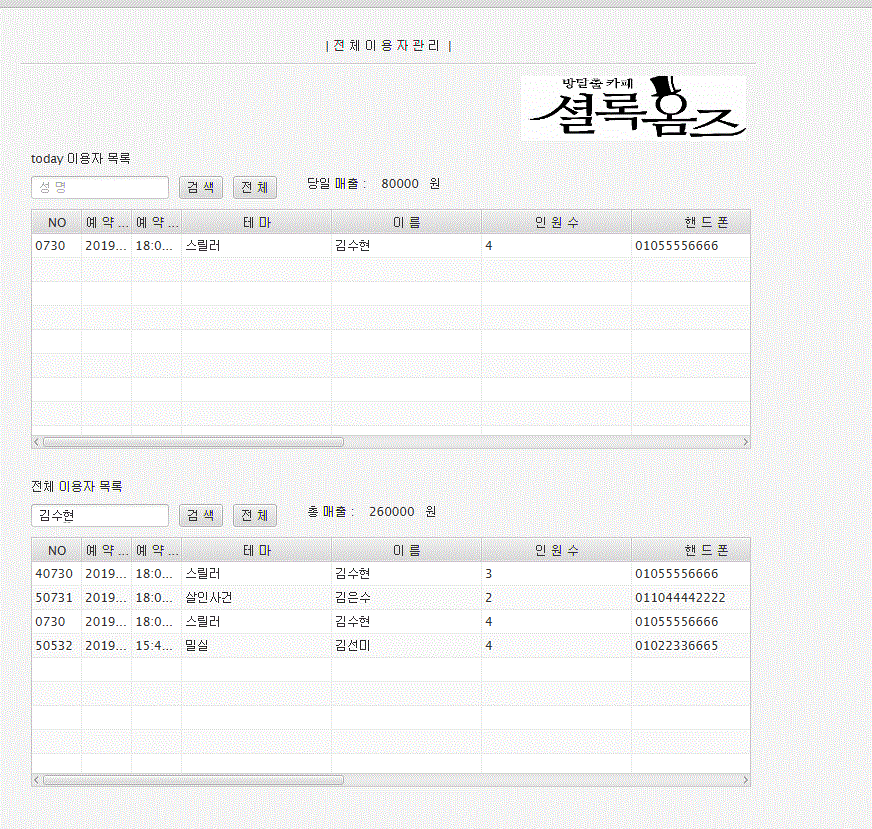 | 전 체 이 용 자 관 리 |
방탈출 카페
셜록홈즈
today 이용자 목록
성 명 검 색 전 체 당일 매출 : 80000 원
NO 예 약 ... 예 약 ... 테 마 이 름 인 원 수 핸 드 폰
0730 2019... 18:0... 스릴러 김수현 4 01055556666
전체 이용자 목록
김수현 검 색 전 체 총 매출 : 260000 원
NO 예 약 ... 예 약 ... 테 마 이 름 인 원 수 핸 드 폰
40730 2019... 18:0... 스릴러 김수현 3 01055556666
50731 2019... 18:0... 살인사건 김은수 2 011044442222
0730 2019... 18:0... 스릴러 김수현 4 01055556666
50532 2019... 15:4... 밀실 김선미 4 01022336665